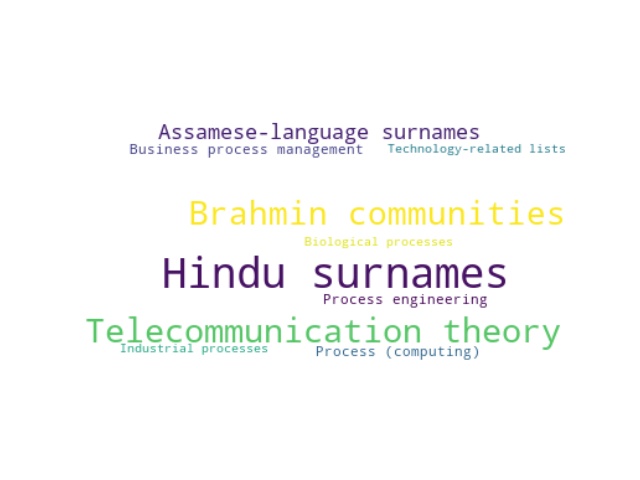 Assamese-language surnames
Business process management Technology-related lists
Brahmin communities
Biological processes
Hindu surnames
Process engineering
Telecommunication theory
Industrial processes Process (computing)